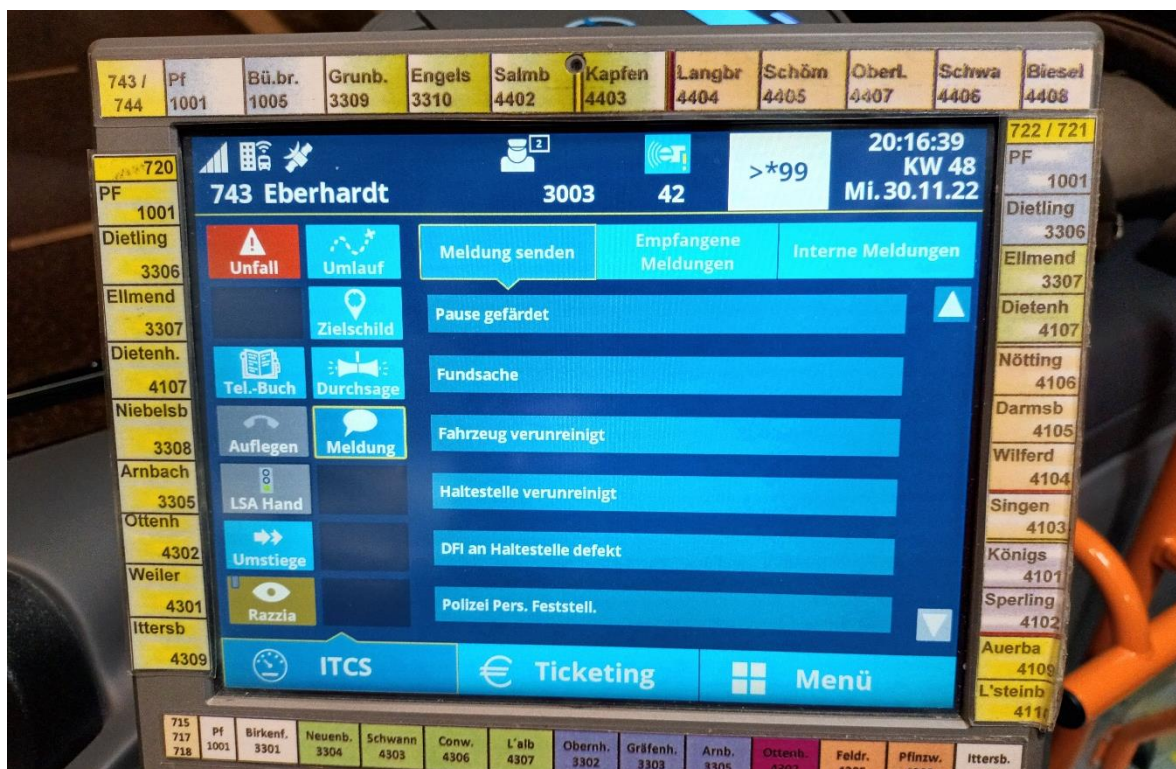 743 / 744
Pf 1001
Bü.br. 1005
Grunb. 3309
Engels 3310
Salmb 4402
Kapfen 4403
Langbr 4404
Schöm 4405
Oberl. 4407
Schwa 4406
Biesel 4408
720
PF 1001
Dietling 3306
Ellmend 3307
Dietenh. 4107
Niebelsb 3308
Arnbach 3305
Ottenh 4302
Weiler 4301
Ittersb 4309
2
20:16:39
>*99
KW 48
743 Eberhardt 3003 42 Mi. 30.11.22
Unfall
Umlauf
Zielschild
Tel.-Buch
Durchsage
Auflegen
Meldung
LSA Hand
Umstiege
Razzia
Meldung senden
Empfangene Meldungen
Interne Meldungen
Pause gefärdet
Fundsache
Fahrzeug verunreinigt
Haltestelle verunreinigt
DFI an Haltestelle defekt
Polizei Pers. Feststell.
ITCS
€ Ticketing
Menü
722 / 721
PF 1001
Dietling 3306
Ellmend 3307
Dietenh 4107
Nötting 4106
Darmsb 4105
Wilferd 4104
Singen 4103
Königs 4101
Sperling 4102
Auerba 4109
L'steinb
715
717
718
Pf 1001
Birkenf. 3301
Neuenb. 3304
Schwann 4303
Conw. 4306
L'alb 4307
Obernh. 3302
Gräfenh. 3303
Arnb. 3305
Ottenh. 4302
Feldr.
Pfinzw.
Ittersb.